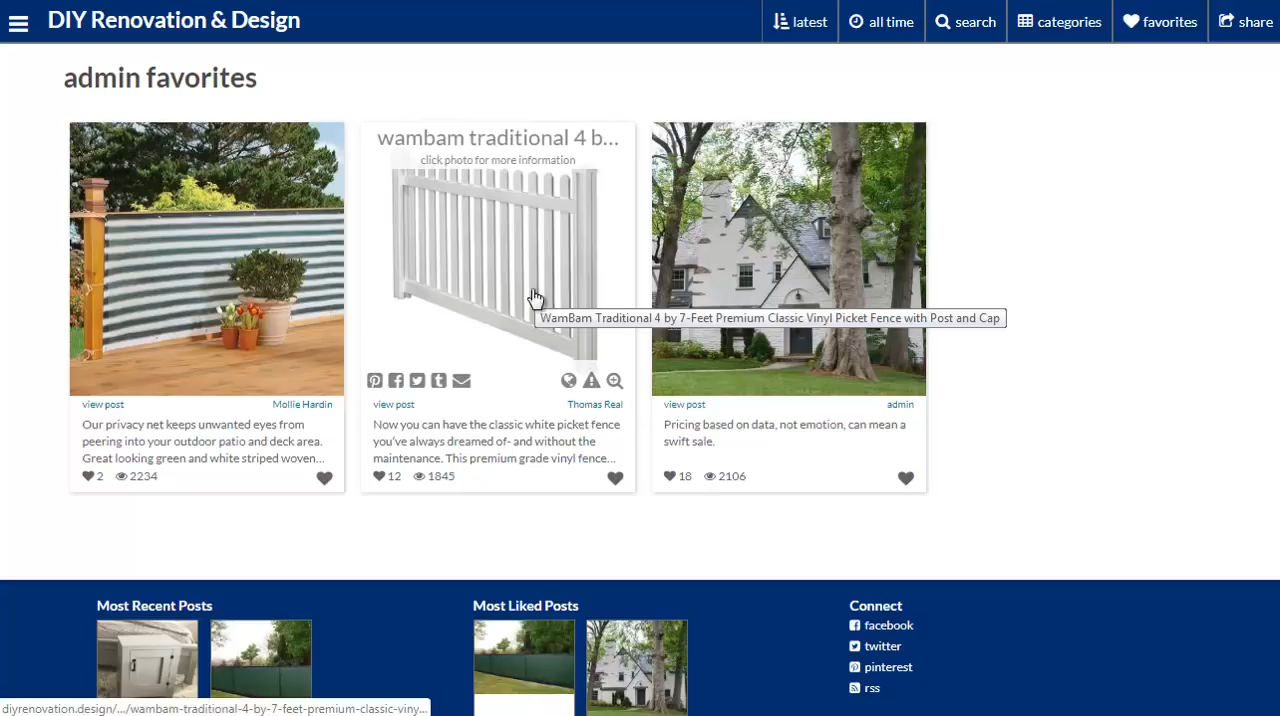 DIY Renovation & Design
latest
all time
search
categories
favorites
share
admin favorites
wambam traditional 4 b...
click photo for more information
WamBam Traditional 4 by 7-Feet Premium Classic Vinyl Picket Fence with Post and Cap
view post Mollie Hardin
Our privacy net keeps unwanted eyes from
peering into your outdoor patio and deck area.
Great looking green and white striped woven...
2 2234
view post Thomas Real
Now you can have the classic white picket fence
you've always dreamed of- and without the
maintenance. This premium grade vinyl fence...
12 1845
view post admin
Pricing based on data, not emotion, can mean a
swift sale.
18 2106
Most Recent Posts
Most Liked Posts
Connect
facebook
twitter
pinterest
rss
diyrenovation.design/.../wambam-traditional-4-by-7-feet-premium-classic-viny...